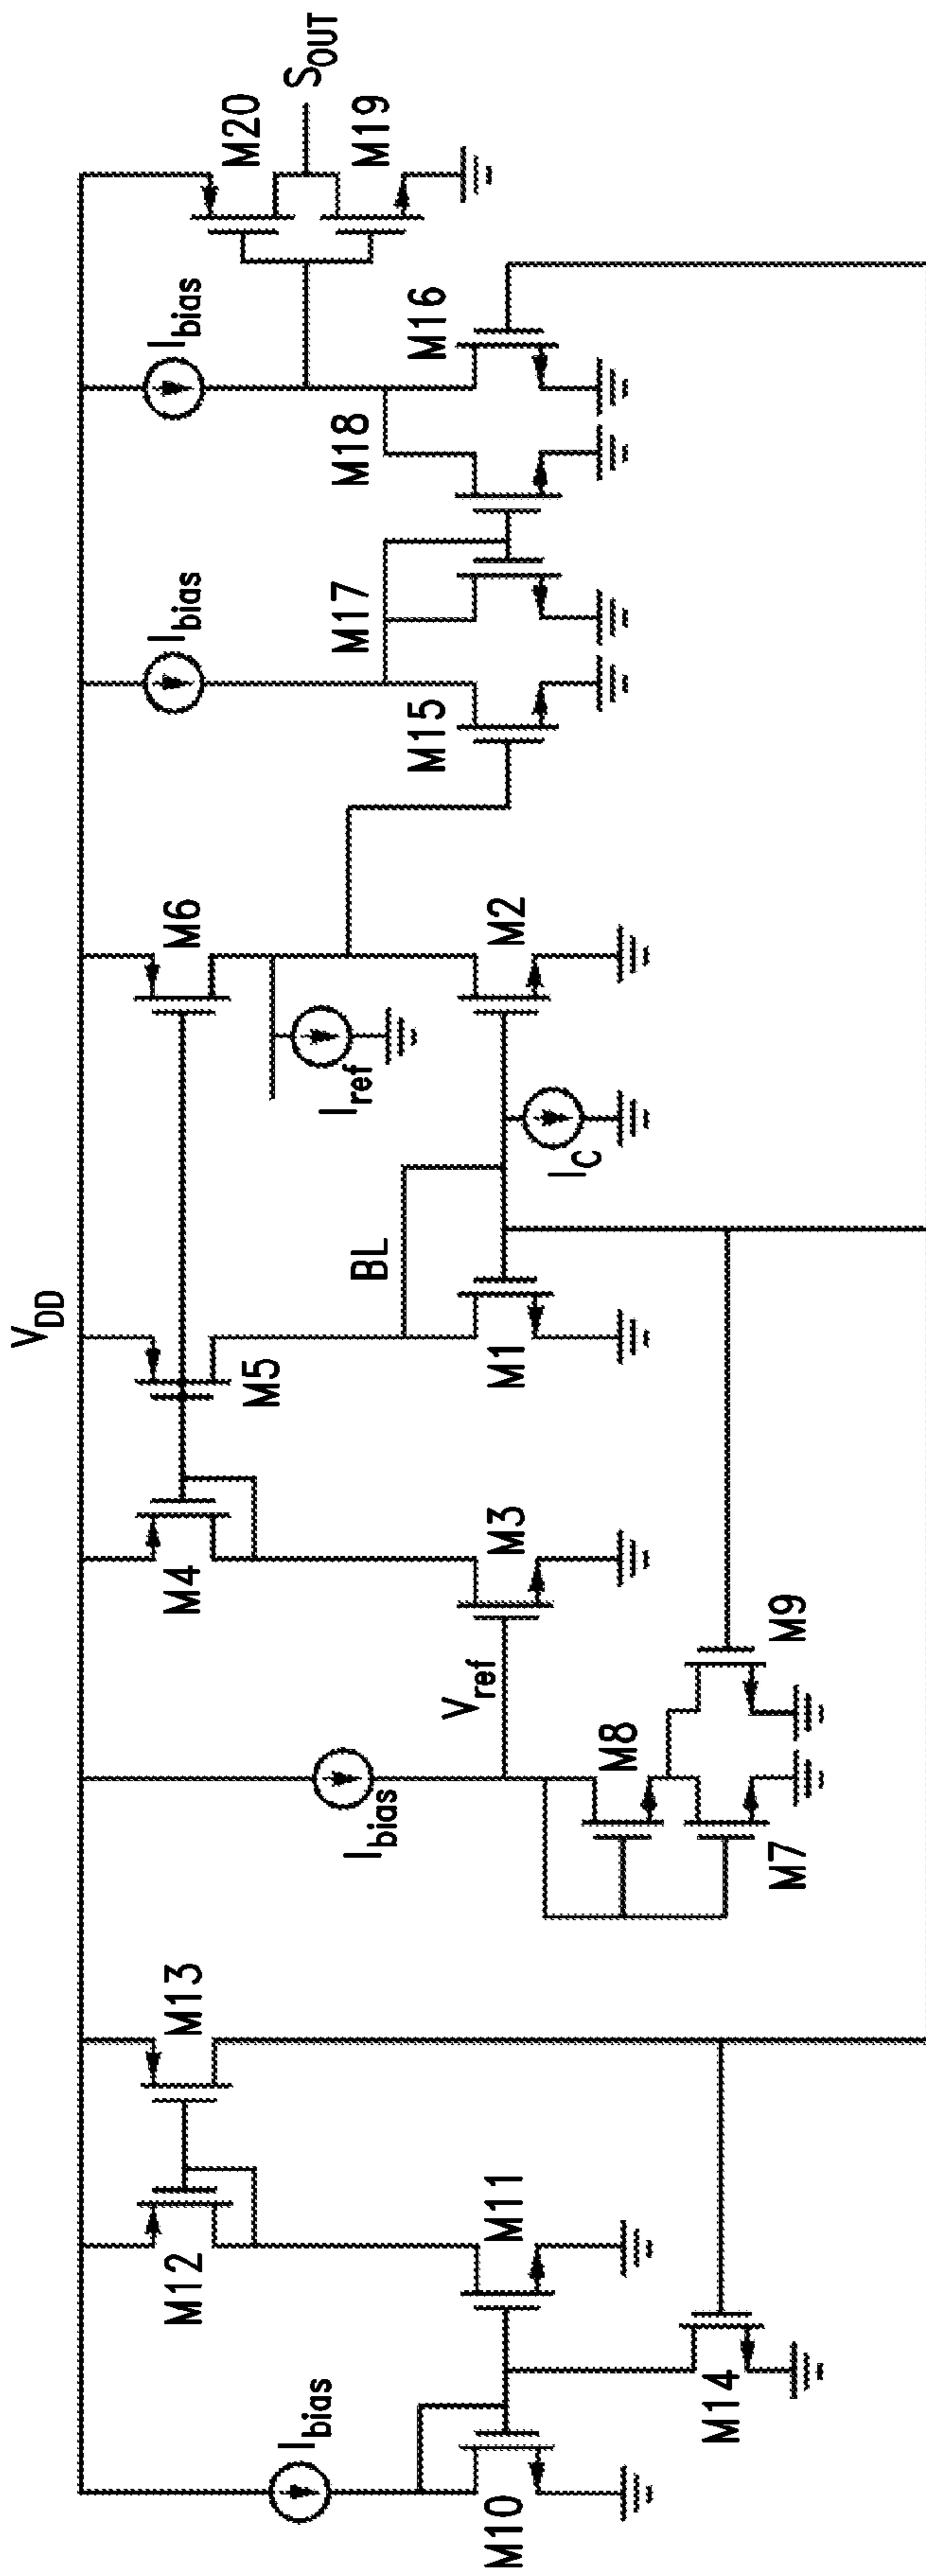 V_DD
M12
M13
M4
M5
M6
I_bias
I_bias
I_bias
I_bias
M20
S_OUT
M19
I_ref
V_ref
BL
I_C
M10
M11
M3
M1
M2
M15
M17
M18
M16
M14
M8
M7
M9